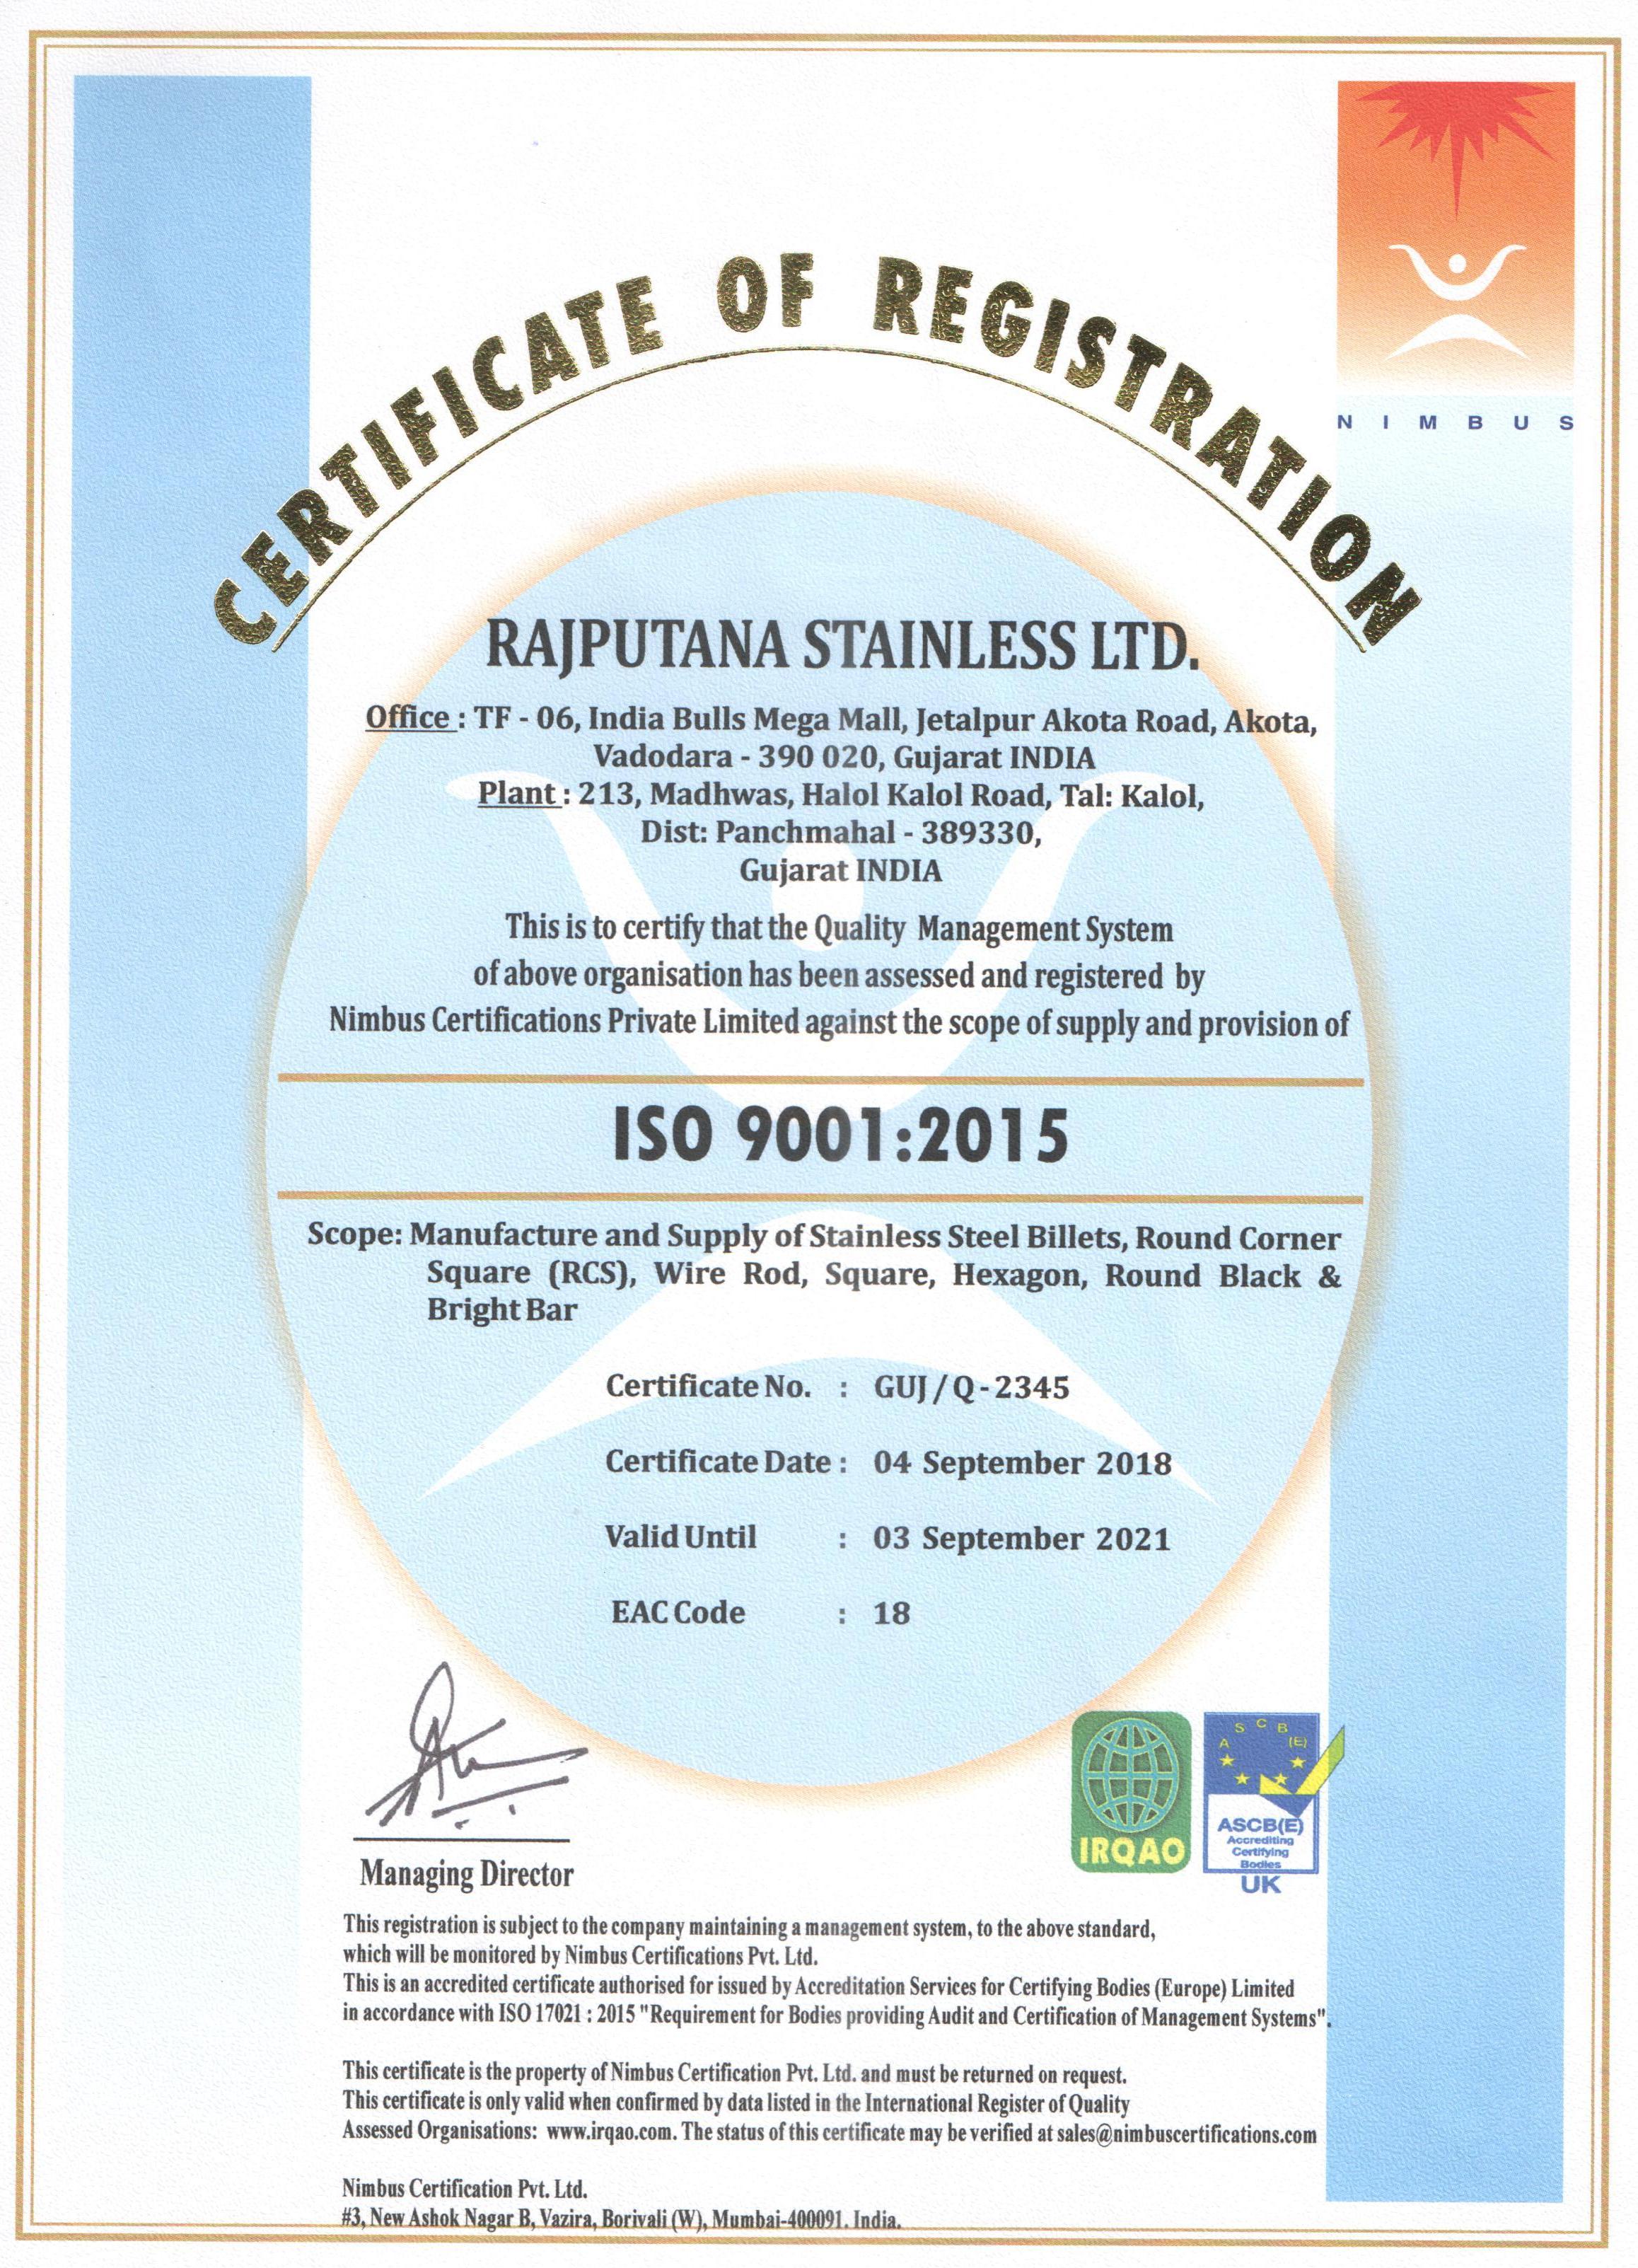 NIMBUS
CERTIFICATE OF REGISTRATION
RAJPUTANA STAINLESS LTD.
Office : TF - 06, India Bulls Mega Mall, Jetalpur Akota Road, Akota,
Vadodara - 390 020, Gujarat INDIA
Plant : 213, Madhwas, Halol Kalol Road, Tal: Kalol,
Dist: Panchmahal - 389330,
Gujarat INDIA
This is to certify that the Quality Management System
of above organisation has been assessed and registered by
Nimbus Certifications Private Limited against the scope of supply and provision of
ISO 9001:2015
Scope: Manufacture and Supply of Stainless Steel Billets, Round Corner
Square (RCS), Wire Rod, Square, Hexagon, Round Black &
Bright Bar
Certificate No. : GUJ/Q-2345
Certificate Date : 04 September 2018
Valid Until : 03 September 2021
EAC Code : 18
IRQAO
A S C B (E)
ASCB(E)
Accrediting
Certifying
Bodies
UK
Managing Director
This registration is subject to the company maintaining a management system, to the above standard,
which will be monitored by Nimbus Certifications Pvt. Ltd.
This is an accredited certificate authorised for issued by Accreditation Services for Certifying Bodies (Europe) Limited
in accordance with ISO 17021 : 2015 "Requirement for Bodies providing Audit and Certification of Management Systems".
This certificate is the property of Nimbus Certification Pvt. Ltd. and must be returned on request.
This certificate is only valid when confirmed by data listed in the International Register of Quality
Assessed Organisations: www.irqao.com. The status of this certificate may be verified at sales@nimbuscertifications.com
Nimbus Certification Pvt. Ltd.
#3, New Ashok Nagar B, Vazira, Borivali (W), Mumbai-400091. India.